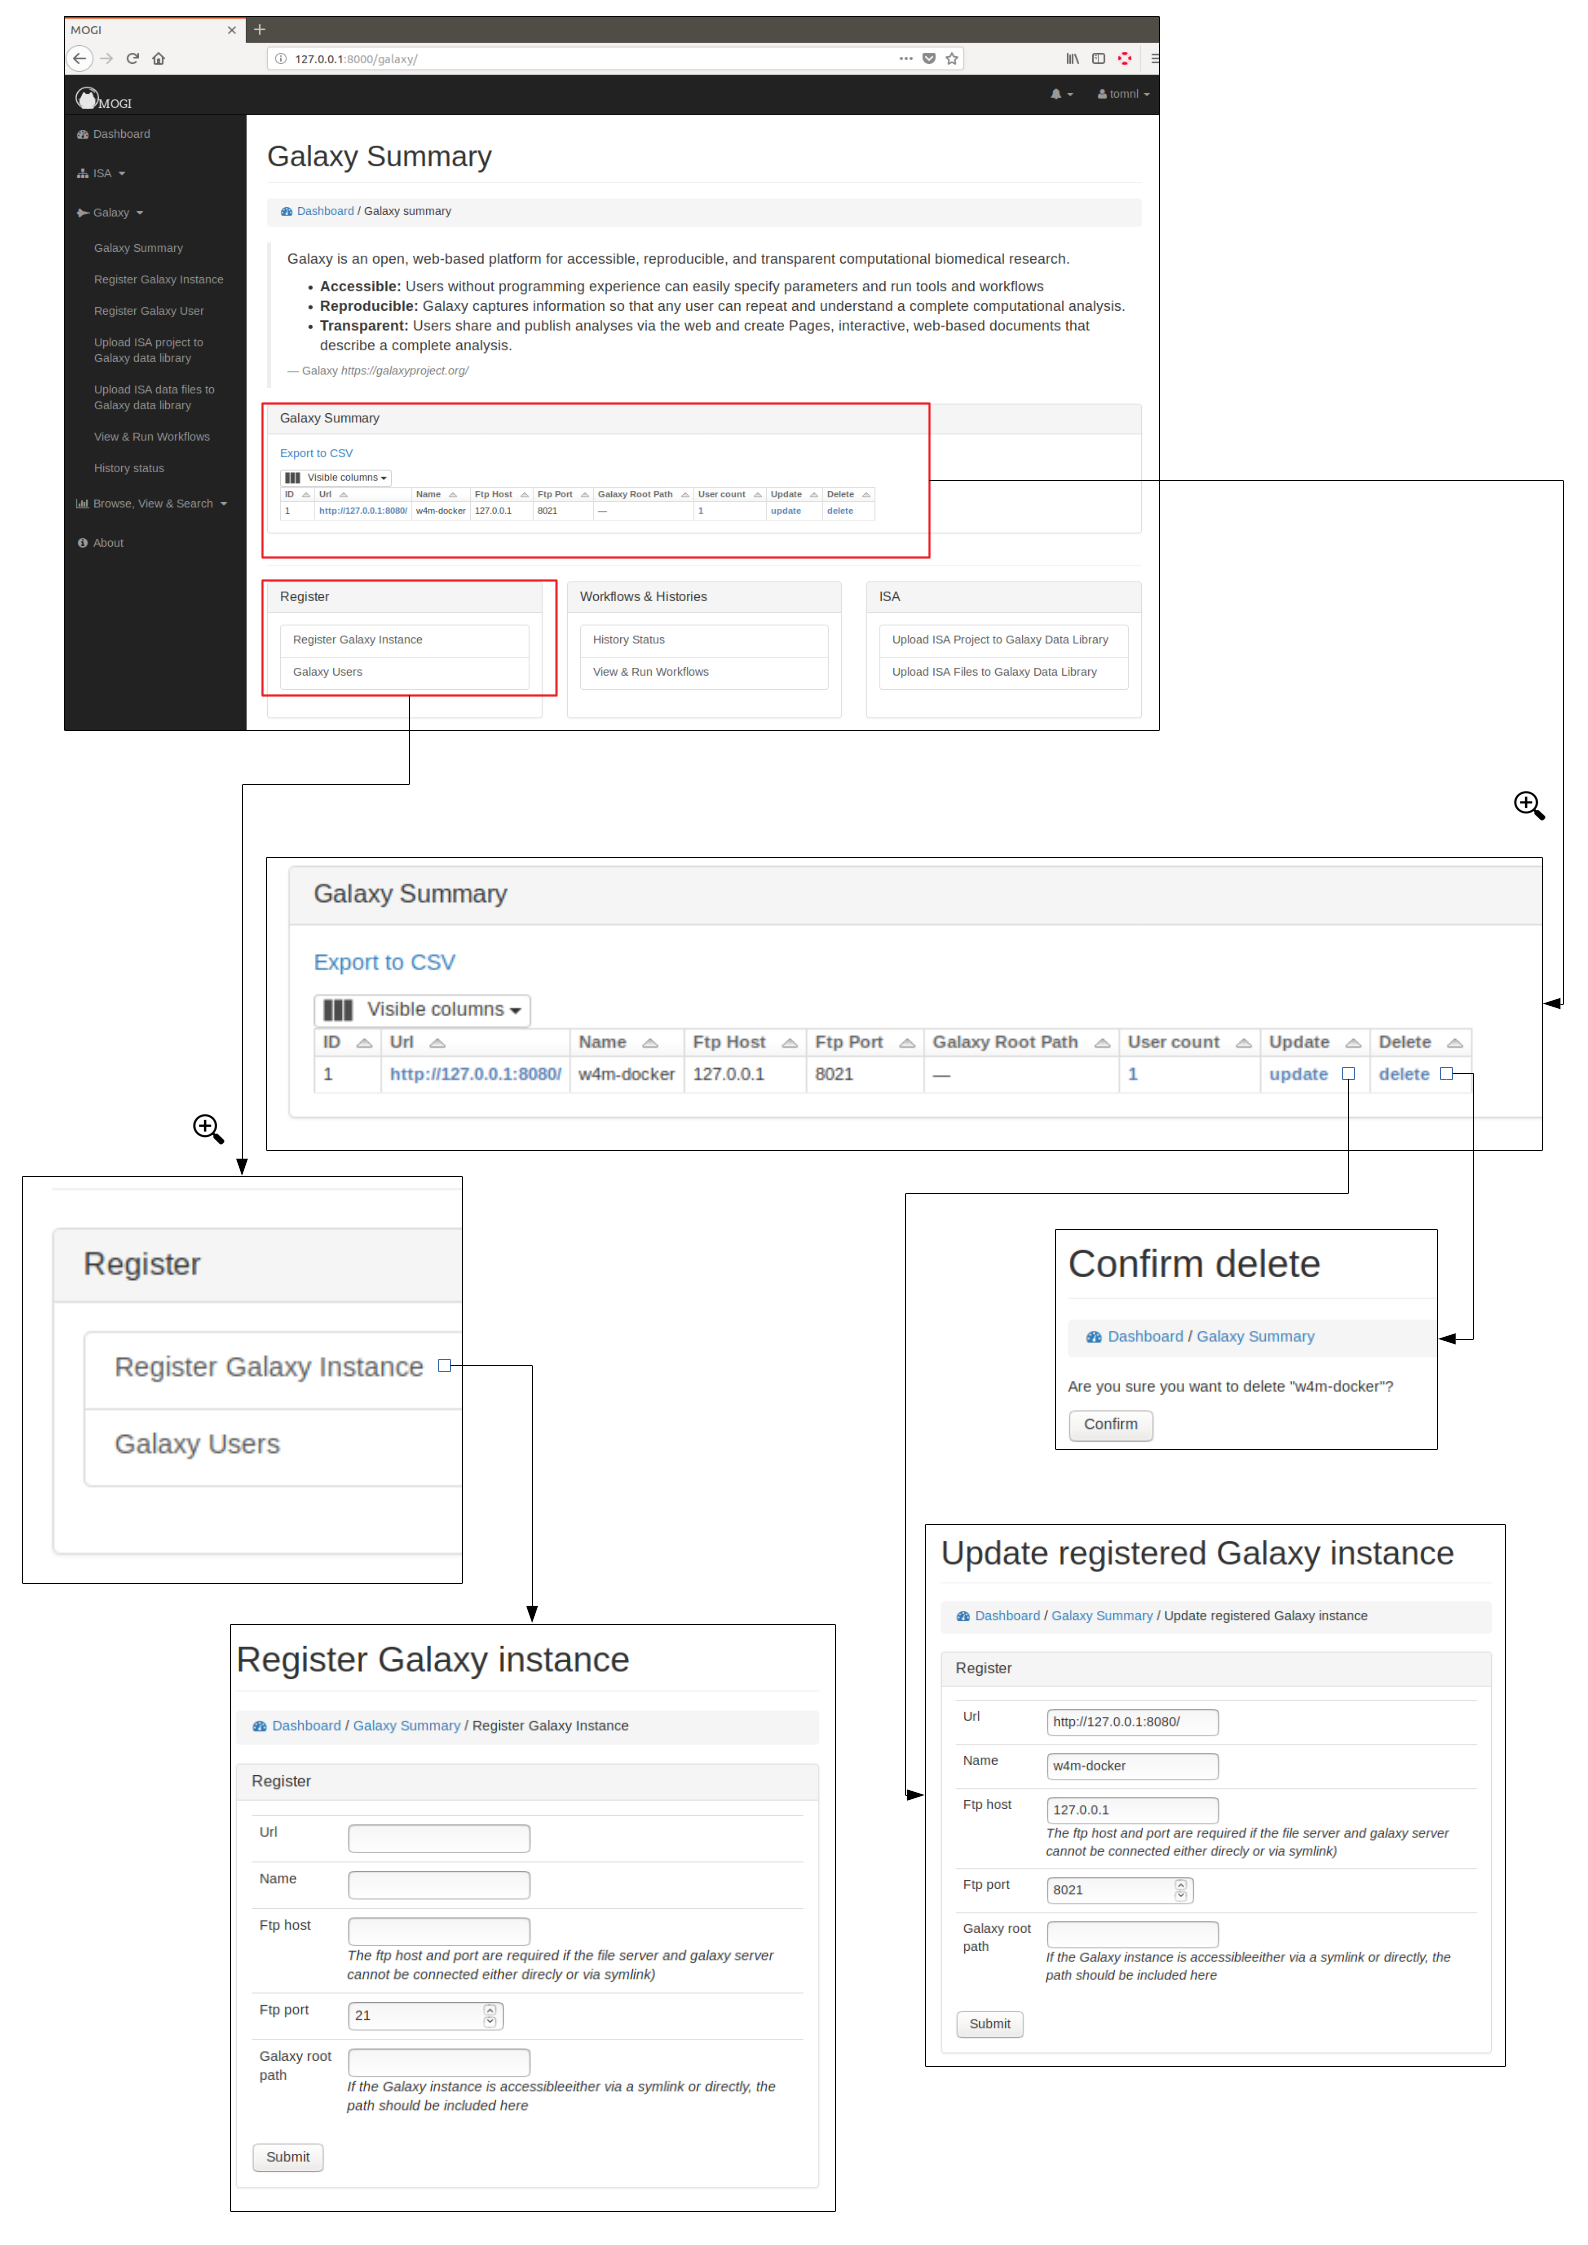 MOGI
127.0.0.1:8000/galaxy/
MOGI
tomnl
Dashboard
ISA
Galaxy
Galaxy Summary
Register Galaxy Instance
Register Galaxy User
Upload ISA project to
Galaxy data library
Upload ISA data files to
Galaxy data library
View & Run Workflows
History status
Browse, View & Search
About
Galaxy Summary
Dashboard / Galaxy summary
Galaxy is an open, web-based platform for accessible, reproducible, and transparent computational biomedical research.
• Accessible: Users without programming experience can easily specify parameters and run tools and workflows
• Reproducible: Galaxy captures information so that any user can repeat and understand a complete computational analysis.
• Transparent: Users share and publish analyses via the web and create Pages, interactive, web-based documents that
describe a complete analysis.
— Galaxy https://galaxyproject.org/
Galaxy Summary
Export to CSV
Visible columns
ID Url Name Ftp Host Ftp Port Galaxy Root Path User count Update Delete
1 http://127.0.0.1:8080/ w4m-docker 127.0.0.1 8021 — 1 update delete
Register
Register Galaxy Instance
Galaxy Users
Workflows & Histories
History Status
View & Run Workflows
ISA
Upload ISA Project to Galaxy Data Library
Upload ISA Files to Galaxy Data Library
Galaxy Summary
Export to CSV
Visible columns
ID Url Name Ftp Host Ftp Port Galaxy Root Path User count Update Delete
1 http://127.0.0.1:8080/ w4m-docker 127.0.0.1 8021 — 1 update delete
Register
Register Galaxy Instance
Galaxy Users
Confirm delete
Dashboard / Galaxy Summary
Are you sure you want to delete "w4m-docker"?
Confirm
Register Galaxy instance
Dashboard / Galaxy Summary / Register Galaxy Instance
Register
Url
Name
Ftp host
The ftp host and port are required if the file server and galaxy server
cannot be connected either direcly or via symlink)
Ftp port 21
Galaxy root
path
If the Galaxy instance is accessibleeither via a symlink or directly, the
path should be included here
Submit
Update registered Galaxy instance
Dashboard / Galaxy Summary / Update registered Galaxy instance
Register
Url http://127.0.0.1:8080/
Name w4m-docker
Ftp host 127.0.0.1
The ftp host and port are required if the file server and galaxy server
cannot be connected either direcly or via symlink)
Ftp port 8021
Galaxy root
path
If the Galaxy instance is accessibleeither via a symlink or directly, the
path should be included here
Submit